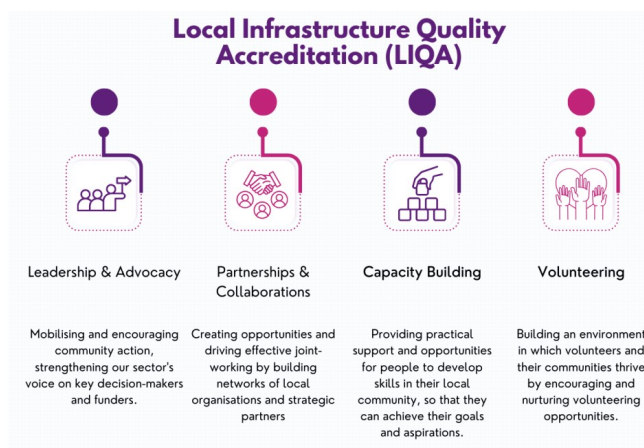 Local Infrastructure Quality
Accreditation (LIQA)
Leadership & Advocacy
Mobilising and encouraging
community action,
strengthening our sector's
voice on key decision-makers
and funders.
Partnerships &
Collaborations
Creating opportunities and
driving effective joint-
working by building
networks of local
organisations and strategic
partners
Capacity Building
Providing practical
support and opportunities
for people to develop
skills in their local
community, so that they
can achieve their goals
and aspirations.
Volunteering
Building an environment
in which volunteers and
their communities thrive
by encouraging and
nurturing volunteering
opportunities.